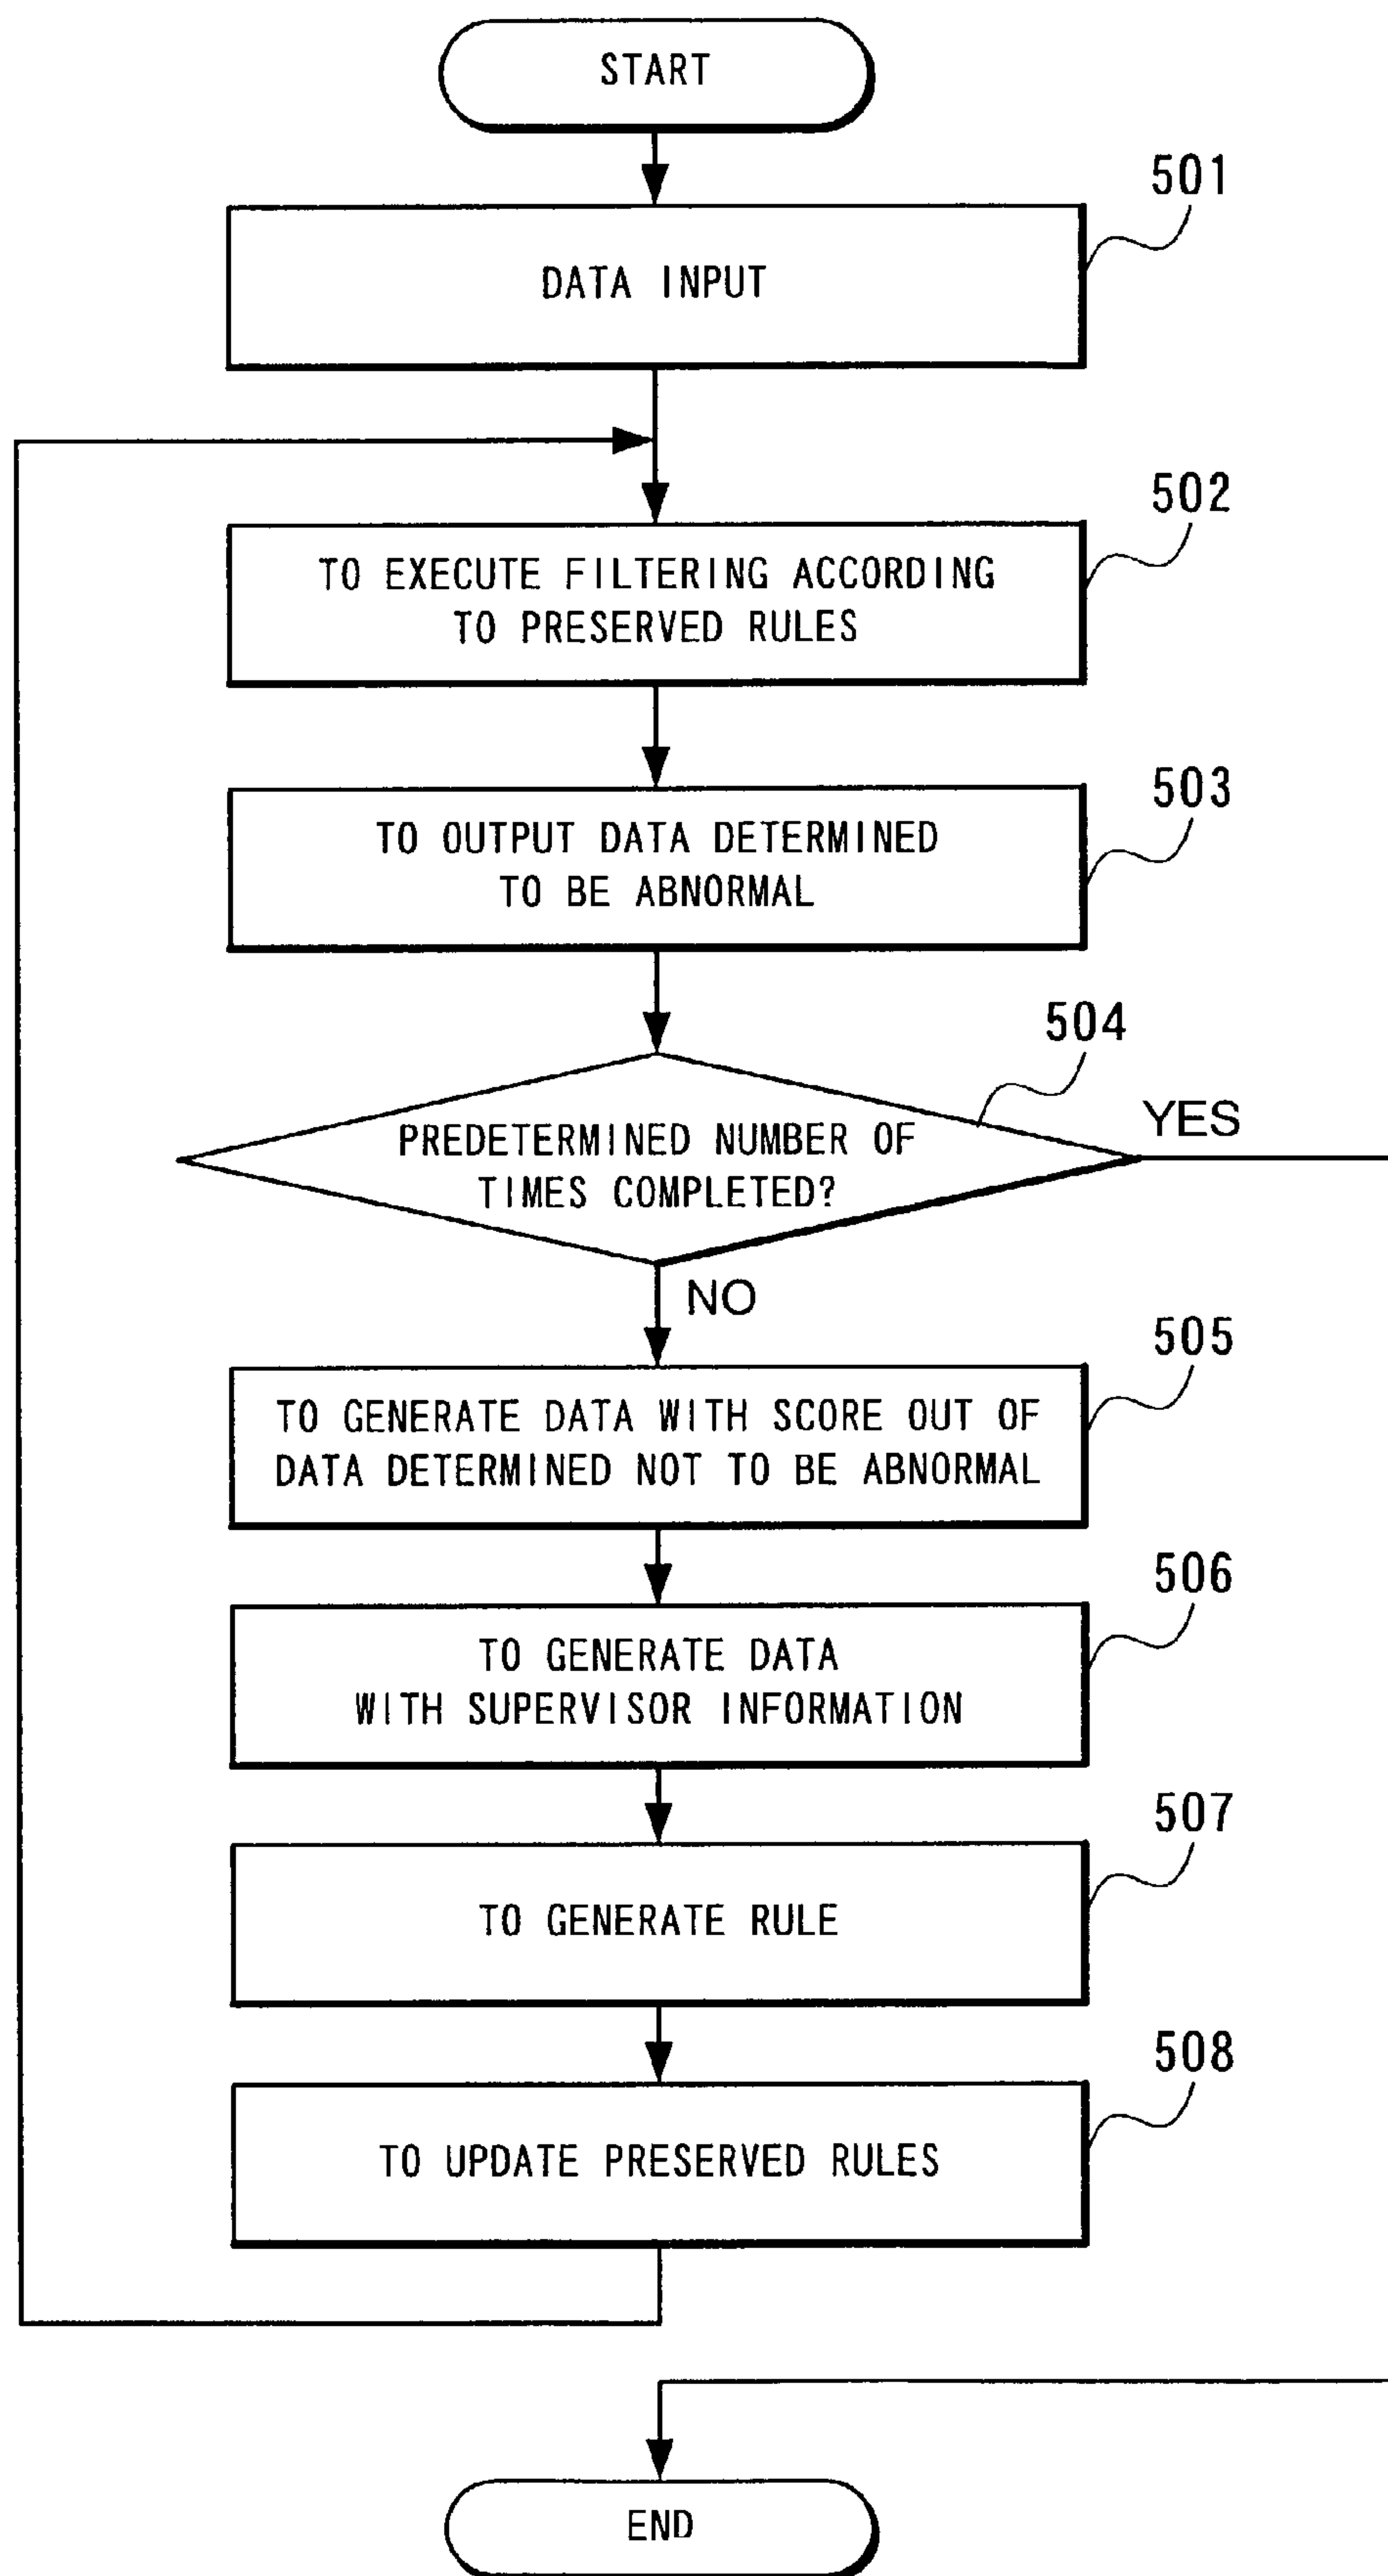 START
501
DATA INPUT
502
TO EXECUTE FILTERING ACCORDING
TO PRESERVED RULES
503
TO OUTPUT DATA DETERMINED
TO BE ABNORMAL
504
YES
PREDETERMINED NUMBER OF
TIMES COMPLETED?
NO
505
TO GENERATE DATA WITH SCORE OUT OF
DATA DETERMINED NOT TO BE ABNORMAL
506
TO GENERATE DATA
WITH SUPERVISOR INFORMATION
507
TO GENERATE RULE
508
TO UPDATE PRESERVED RULES
END